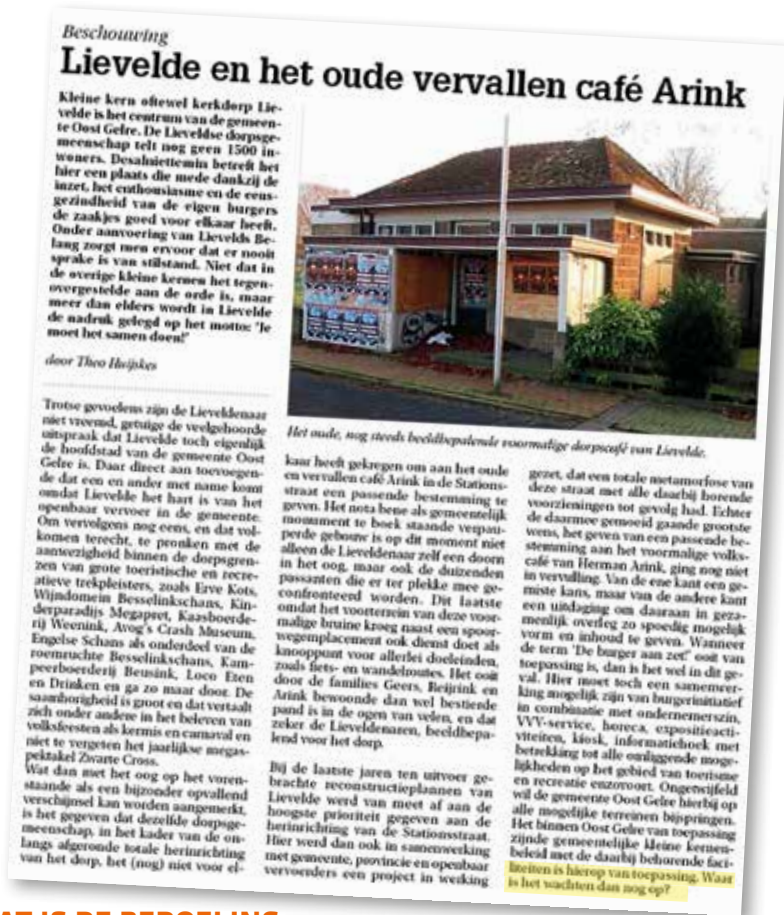 Beschouwing
Lievelde en het oude vervallen café Arink
Kleine kern oftewel kerkdorp Lie-
velde is het centrum van de gemeen-
te Oost Gelre. De Lieveldse dorpsge-
meenschap telt nog geen 1500 in-
woners. Desalniettemin betreft het
hier een plaats die mede dankzij de
inzet, het enthousiasme en de eens-
gezindheid van de eigen burgers
de zaakjes goed voor elkaar heeft.
Onder aanvoering van Lievelds Be-
lang zorgt men ervoor dat er nooit
sprake is van stilstand. Niet dat in
de overige kleine kernen het tegen-
overgestelde aan de orde is, maar
meer dan elders wordt in Lievelde
de nadruk gelegd op het motto: "Je
moet het samen doen!"
door Theo Huijskes
Trotse gevoelens zijn de Lieveldenaar
niet vreemd, getuige de veelgehoorde
uitspraak dat Lievelde toch eigenlijk
de hoofdstad van de gemeente Oost
Gelre is. Daar direct aan toevoegen-
de dat een en ander met name komt
omdat Lievelde het hart is van het
openbaar vervoer in de gemeente.
Om vervolgens nog eens, en dat vol-
komen terecht, te pronken met de
aanwezigheid binnen de dorpsgren-
zen van grote toeristische en recre-
atieve trekpleisters, zoals Erve Kots,
Wijndomein Besselinkschans, Kin-
derparadijs Megapret, Kaasboerde-
rij Weenink, Avog's Crash Museum,
Engelse Schans als onderdeel van de
roemruchte Besselinkschans, Kam-
peerboerderij Beusink, Loco Eten
en Drinken en ga zo maar door. De
saamhorigheid is groot en dat vertaalt
zich onder andere in het beleven van
volksfeesten als kermis en carnaval en
niet te vergeten het jaarlijkse megas-
pektakel Zwarte Cross.
Wat dan met het oog op het voren-
staande als een bijzonder opvallend
verschijnsel kan worden aangemerkt,
is het gegeven dat dezelfde dorpsge-
meenschap, in het kader van de on-
langs afgeronde totale herinrichting
van het dorp, het (nog) niet voor el-
Het oude, nog steeds beeldbepalende voormalige dorpscafé van Lievelde.
kaar heeft gekregen om aan het oude
en vervallen café Arink in de Stations-
straat een passende bestemming te
geven. Het nota bene als gemeentelijk
monument te boek staande verpau-
perde gebouw is op dit moment niet
alleen de Lieveldenaar zelf een doorn
in het oog, maar ook de duizenden
passanten die er ter plekke mee ge-
confronteerd worden. Dit laatste
omdat het voorterrein van deze voor-
malige bruine kroeg naast een spoor-
wegemplacement ook dienst doet als
knooppunt voor allerlei doeleinden,
zoals fiets- en wandelroutes. Het ooit
door de families Geers, Reijrink en
Arink bewoonde dan wel bestierde
pand is in de ogen van velen, en dat
zeker de Lieveldenaren, beeldbepa-
lend voor het dorp.
Bij de laatste jaren ten uitvoer ge-
brachte reconstructieplannen van
Lievelde werd van meet af aan de
hoogste prioriteit gegeven aan de
herinrichting van de Stationsstraat.
Hier werd dan ook in samenwerking
met gemeente, provincie en openbaar
vervoerders een project in werking
gezet, dat een totale metamorfose van
deze straat met alle daarbij horende
voorzieningen tot gevolg had. Echter
de daarmee gemoeid gaande grootste
wens, het geven van een passende be-
stemming aan het voormalige volks-
café van Herman Arink, ging nog niet
in vervulling. Van de ene kant een ge-
miste kans, maar van de andere kant
een uitdaging om daaraan in geza-
menlijk overleg zo spoedig mogelijk
vorm en inhoud te geven. Wanneer
de term "De burger aan zet!" ooit van
toepassing is, dan is het wel in dit ge-
val. Hier moet toch een samenwer-
king mogelijk zijn van burgerinitiatief
in combinatie met ondernemerszin,
VVV-service, horeca, expositieacti-
viteiten, kiosk, informatiehoek met
betrekking tot alle omliggende moge-
lijkheden op het gebied van toerisme
en recreatie enzovoort. Ongetwijfeld
wil de gemeente Oost Gelre hierbij op
alle mogelijke terreinen bijspringen.
Het binnen Oost Gelre van toepassing
zijnde gemeentelijke kleine kernen-
beleid met de daarbij behorende faci-
liteiten is hierop van toepassing. Waar
is het wachten dan nog op?